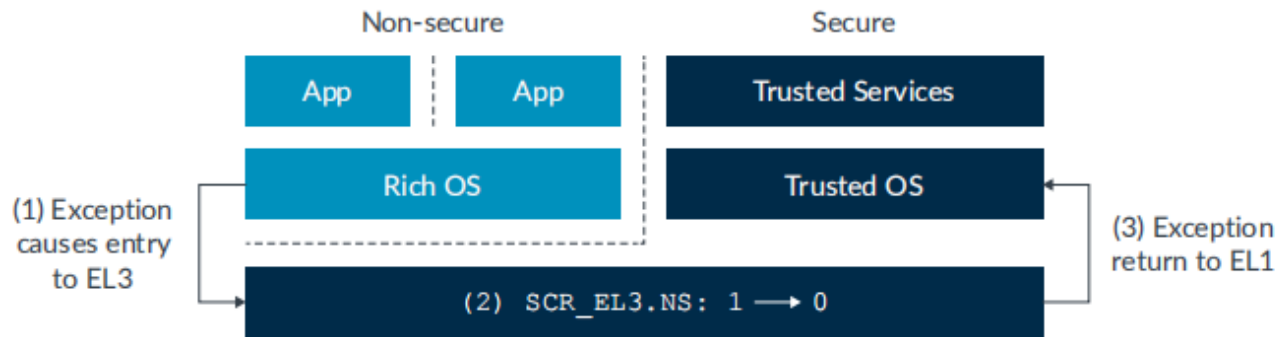 Non-secure
Secure
App
App
Trusted Services
Rich OS
Trusted OS
(1) Exception
causes entry
to EL3
(3) Exception
return to EL1
(2) SCR_EL3.NS: 1 ⟶ 0